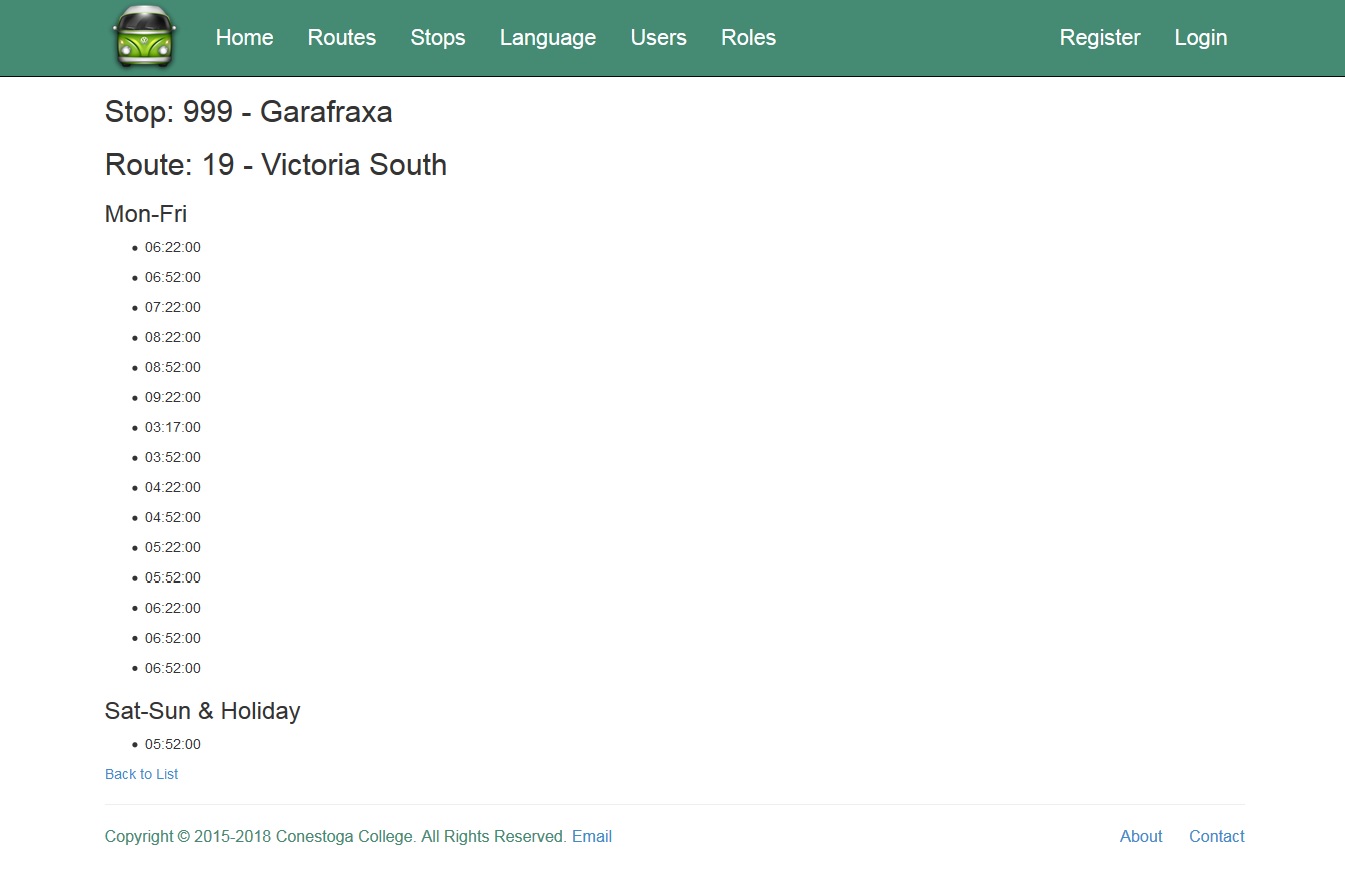 Home Routes Stops Language Users Roles Register Login
Stop: 999 - Garafraxa
Route: 19 - Victoria South
Mon-Fri
06:22:00
06:52:00
07:22:00
08:22:00
08:52:00
09:22:00
03:17:00
03:52:00
04:22:00
04:52:00
05:22:00
05:52:00
06:22:00
06:52:00
06:52:00
Sat-Sun & Holiday
05:52:00
Back to List
Copyright © 2015-2018 Conestoga College. All Rights Reserved. Email About Contact